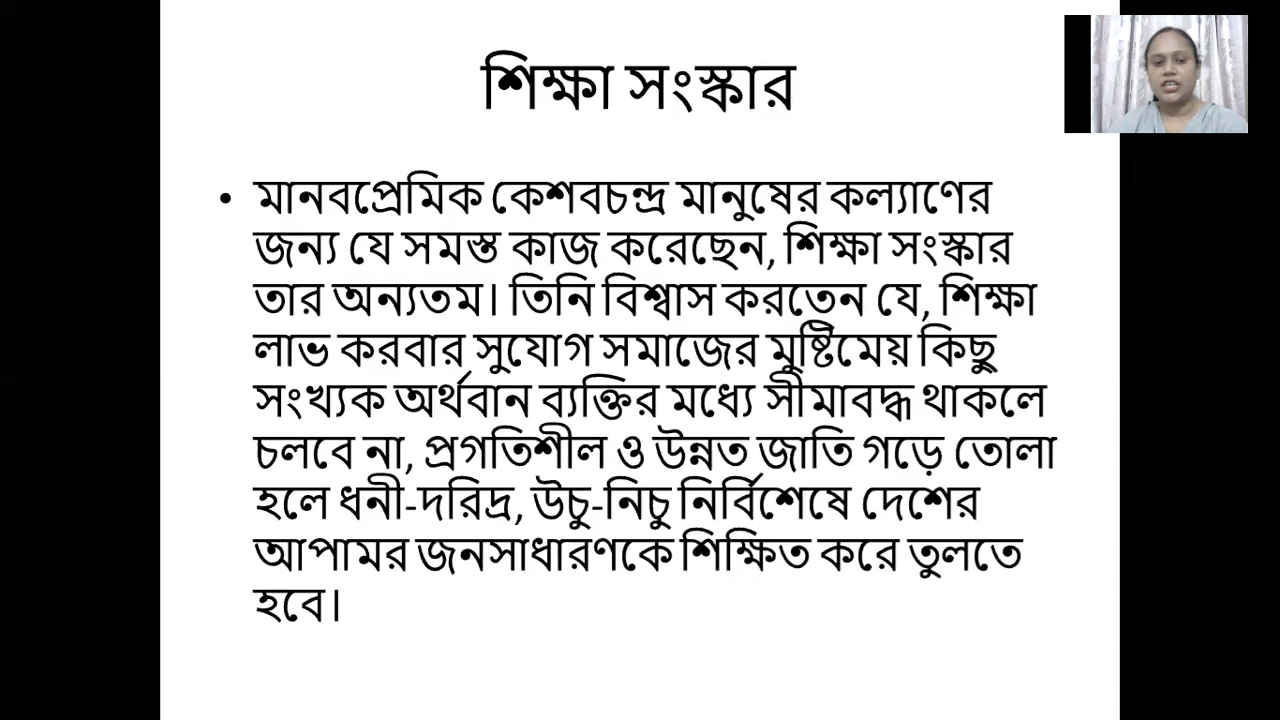 শিক্ষা সংস্কার
• মানবপ্রেমিক কেশবচন্দ্র মানুষের কল্যাণের
জন্য যে সমস্ত কাজ করেছেন, শিক্ষা সংস্কার
তার অন্যতম। তিনি বিশ্বাস করতেন যে, শিক্ষা
লাভ করবার সুযোগ সমাজের মুষ্টিমেয় কিছু
সংখ্যক অর্থবান ব্যক্তির মধ্যে সীমাবদ্ধ থাকলে
চলবে না, প্রগতিশীল ও উন্নত জাতি গড়ে তোলা
হলে ধনী-দরিদ্র, উচু-নিচু নির্বিশেষে দেশের
আপামর জনসাধারণকে শিক্ষিত করে তুলতে
হবে।